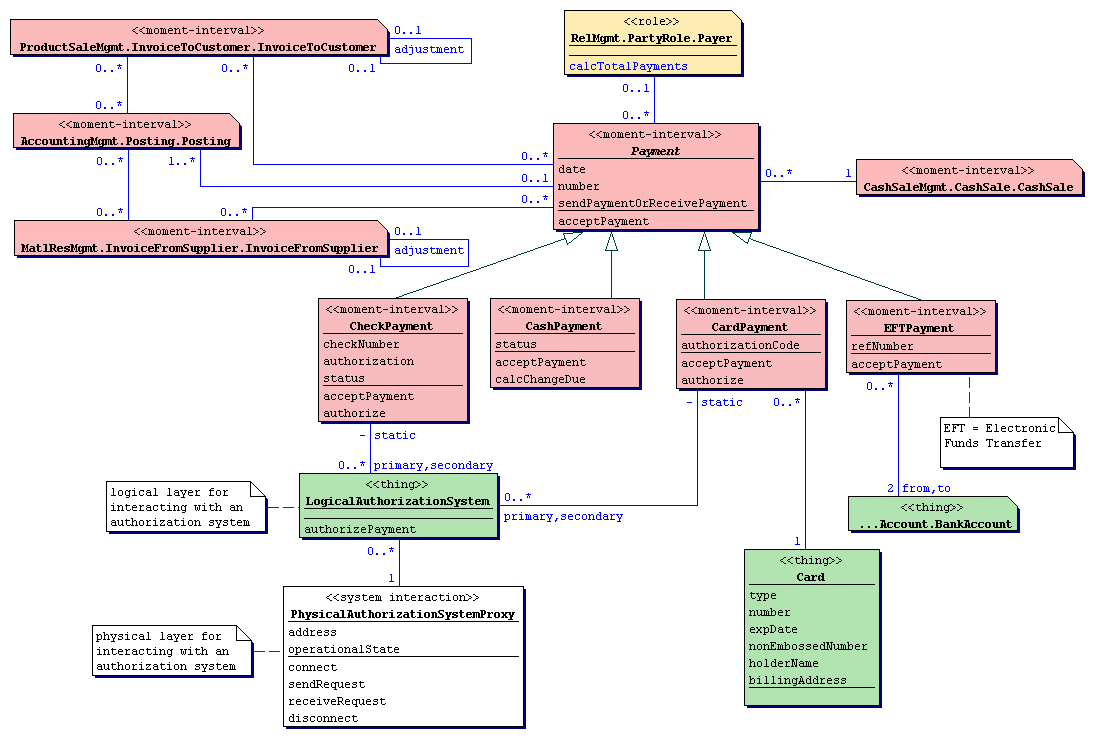 <<moment-interval>>
ProductSaleMgmt.InvoiceToCustomer.InvoiceToCustomer
0..1
adjustment
0..1
0..*
0..*
<<role>>
RelMgmt.PartyRole.Payer
calcTotalPayments
0..1
0..*
0..*
<<moment-interval>>
AccountingMgmt.Posting.Posting
0..*
1..*
<<moment-interval>>
Payment
date
number
sendPaymentOrReceivePayment
acceptPayment
0..*
0..1
0..*
0..*
1
<<moment-interval>>
CashSaleMgmt.CashSale.CashSale
0..*
0..*
<<moment-interval>>
MatlResMgmt.InvoiceFromSupplier.InvoiceFromSupplier
0..1
adjustment
0..1
<<moment-interval>>
CheckPayment
checkNumber
authorization
status
acceptPayment
authorize
<<moment-interval>>
CashPayment
status
acceptPayment
calcChangeDue
<<moment-interval>>
CardPayment
authorizationCode
acceptPayment
authorize
<<moment-interval>>
EFTPayment
refNumber
acceptPayment
- static
0..*
0..*
EFT = Electronic
Funds Transfer
- static
0..* primary,secondary
logical layer for
interacting with an
authorization system
<<thing>>
LogicalAuthorizationSystem
authorizePayment
0..*
primary,secondary
2 from,to
<<thing>>
...Account.BankAccount
0..*
1
1
<<thing>>
Card
type
number
expDate
nonEmbossedNumber
holderName
billingAddress
<<system interaction>>
PhysicalAuthorizationSystemProxy
address
operationalState
connect
sendRequest
receiveRequest
disconnect
physical layer for
interacting with an
authorization system